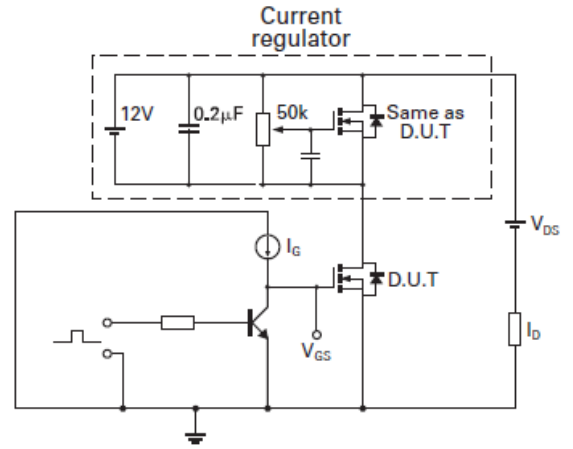 Current
regulator
12V
0.2μF
50k
Same as
D.U.T
V_DS
I_G
D.U.T
V_GS
I_D